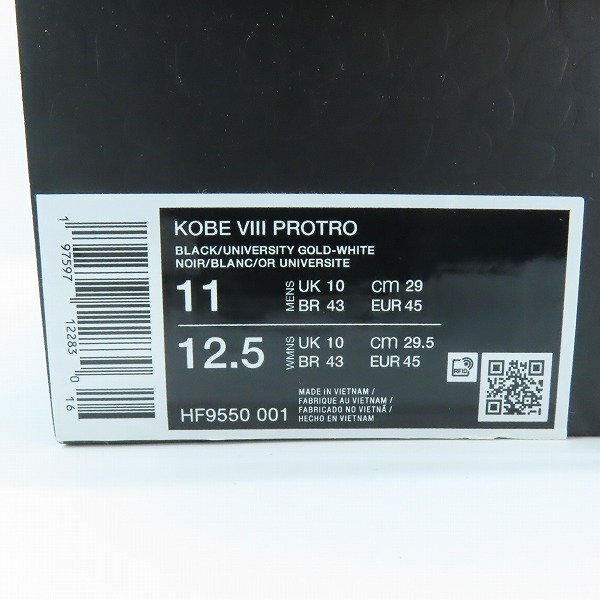 KOBE VIII PROTRO
BLACK/UNIVERSITY GOLD-WHITE
NOIR/BLANC/OR UNIVERSITE
11 MENS UK 10 CM 29
BR 43 EUR 45
12.5 WMNS UK 10 CM 29.5
BR 43 EUR 45
RFID
HF9550 001
MADE IN VIETNAM /
FABRIQUE AU VIETNAM /
FABRICADO NO VIETNÃ /
HECHO EN VIETNAM
1 97597 12283 0 16